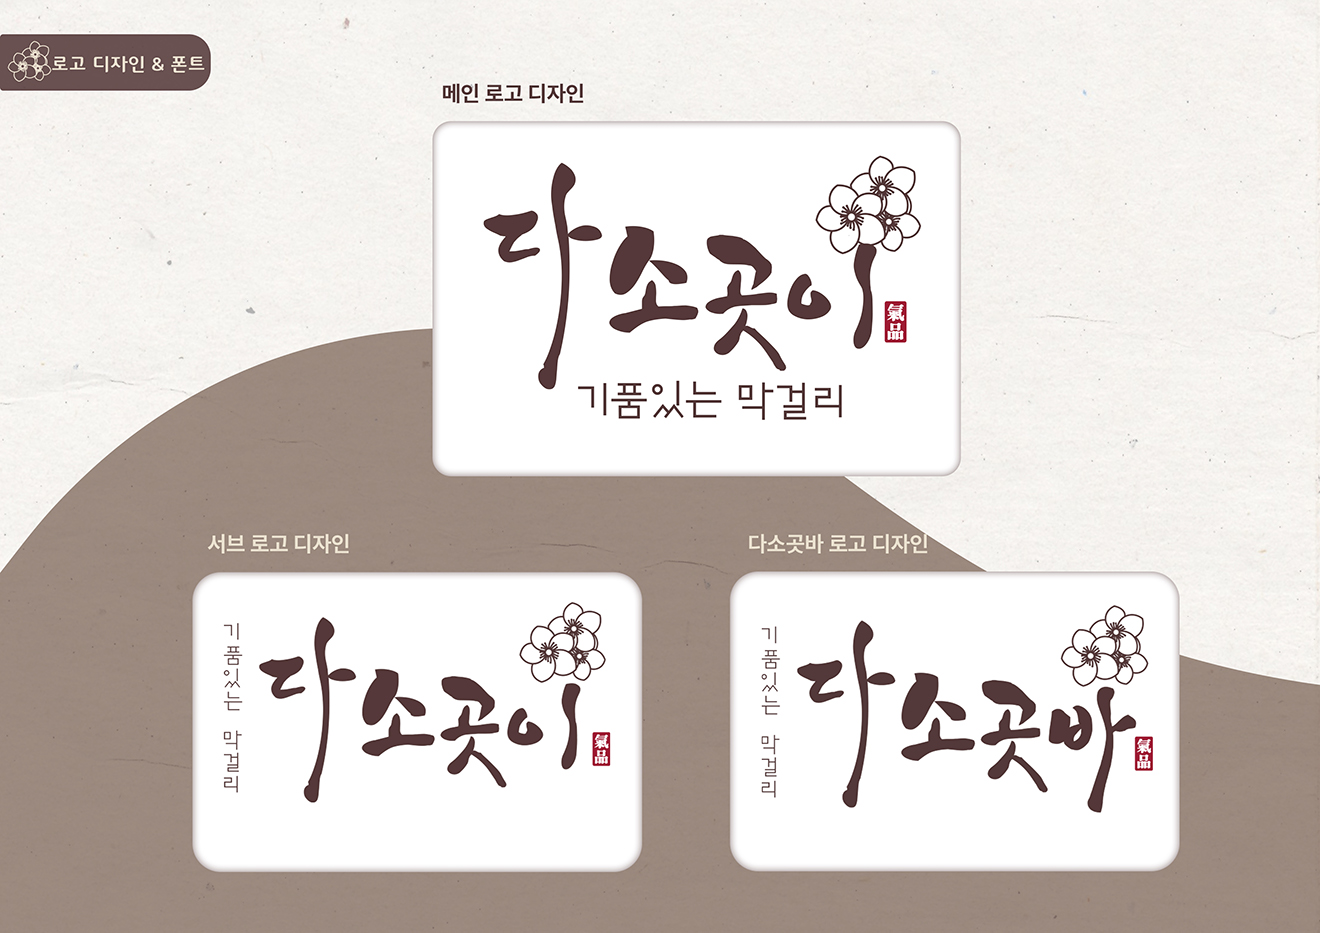 로고 디자인 & 폰트
메인 로고 디자인
다소곳이
氣品
기품있는 막걸리
서브 로고 디자인
기품있는 막걸리
다소곳이
氣品
다소곳바 로고 디자인
기품있는 막걸리
다소곳바
氣品